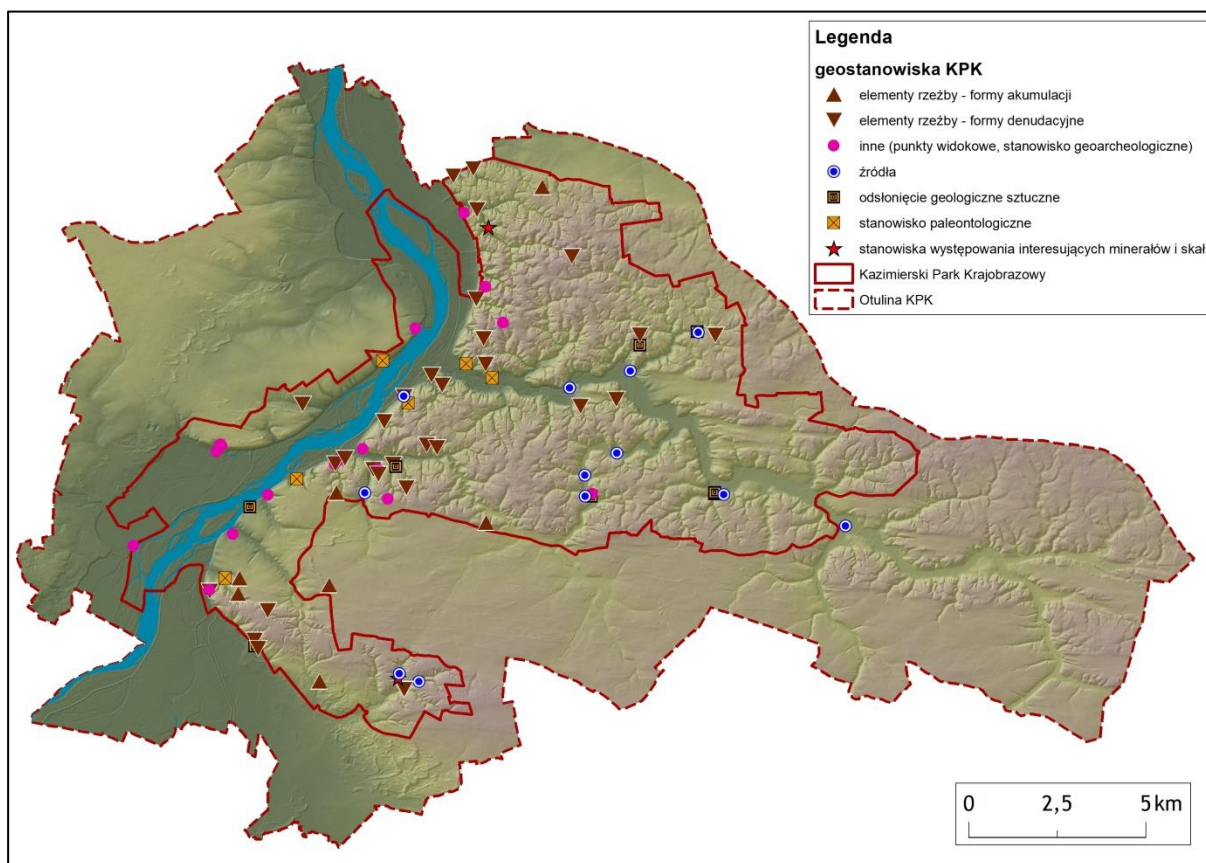 Legenda
geostanowiska KPK
elementy rzeźby - formy akumulacji
elementy rzeźby - formy denudacyjne
inne (punkty widokowe, stanowisko geoarcheologiczne)
źródła
odsłonięcie geologiczne sztuczne
stanowisko paleontologiczne
stanowiska występowania interesujących minerałów i skał
Kazimierski Park Krajobrazowy
Otulina KPK
0 2,5 5 km